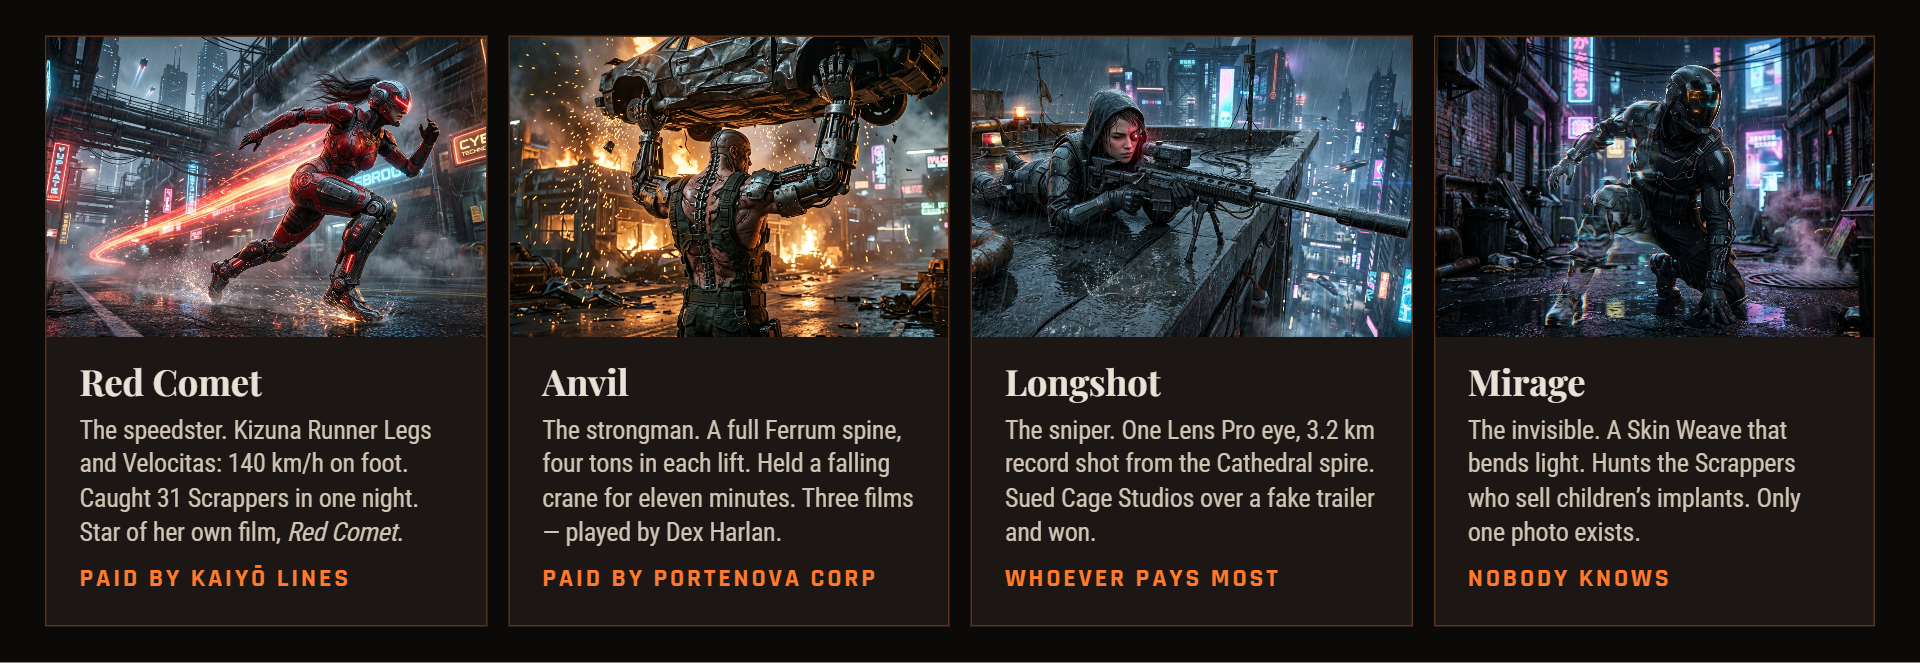 Red Comet
The speedster. Kizuna Runner Legs
and Velocitas: 140 km/h on foot.
Caught 31 Scrappers in one night.
Star of her own film, Red Comet.
PAID BY KAIYŌ LINES
Anvil
The strongman. A full Ferrum spine,
four tons in each lift. Held a falling
crane for eleven minutes. Three films
— played by Dex Harlan.
PAID BY PORTENOVA CORP
Longshot
The sniper. One Lens Pro eye, 3.2 km
record shot from the Cathedral spire.
Sued Cage Studios over a fake trailer
and won.
WHOEVER PAYS MOST
Mirage
The invisible. A Skin Weave that
bends light. Hunts the Scrappers
who sell children’s implants. Only
one photo exists.
NOBODY KNOWS